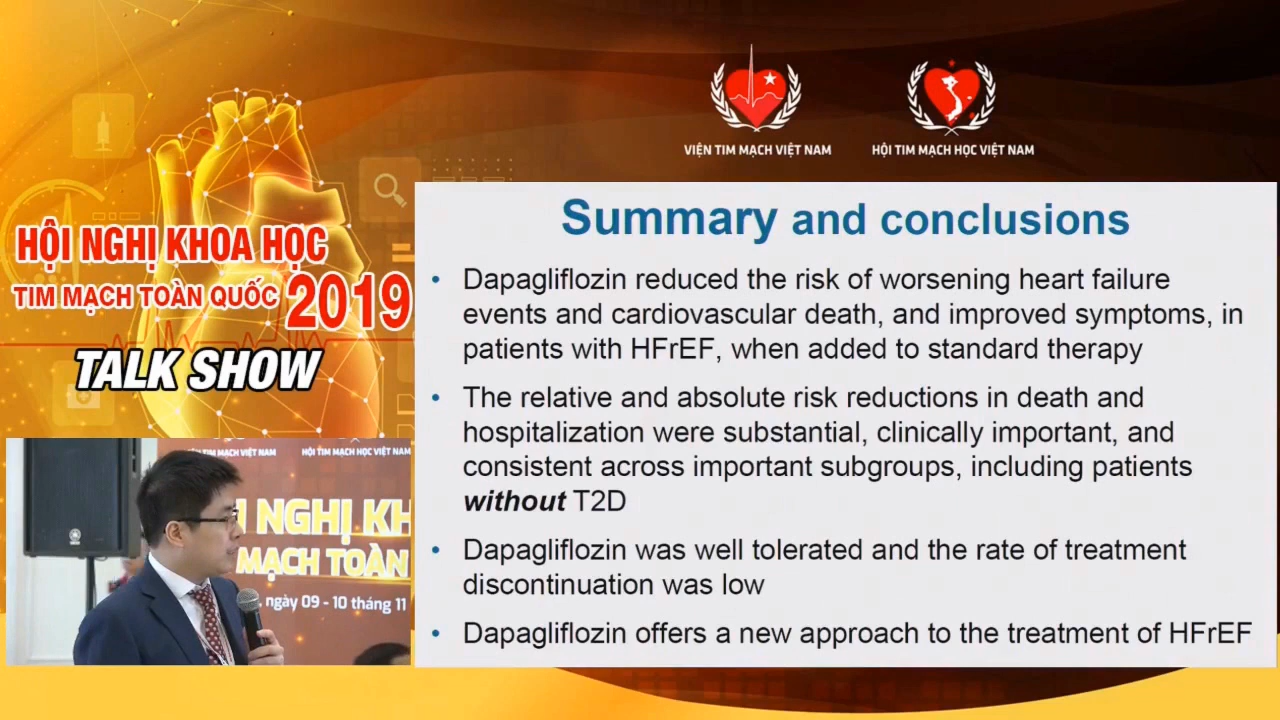 VIỆN TIM MẠCH VIỆT NAM
HỘI TIM MẠCH HỌC VIỆT NAM
HỘI NGHỊ KHOA HỌC
TIM MẠCH TOÀN QUỐC 2019
TALK SHOW
Summary and conclusions
• Dapagliflozin reduced the risk of worsening heart failure
events and cardiovascular death, and improved symptoms, in
patients with HFrEF, when added to standard therapy
• The relative and absolute risk reductions in death and
hospitalization were substantial, clinically important, and
consistent across important subgroups, including patients
without T2D
• Dapagliflozin was well tolerated and the rate of treatment
discontinuation was low
• Dapagliflozin offers a new approach to the treatment of HFrEF
MẠCH VIỆT NAM
HỘI TIM MẠCH HỌC VIỆT NAM
NGHỊ KH
MẠCH TOÀN
, ngày 09 - 10 tháng 11